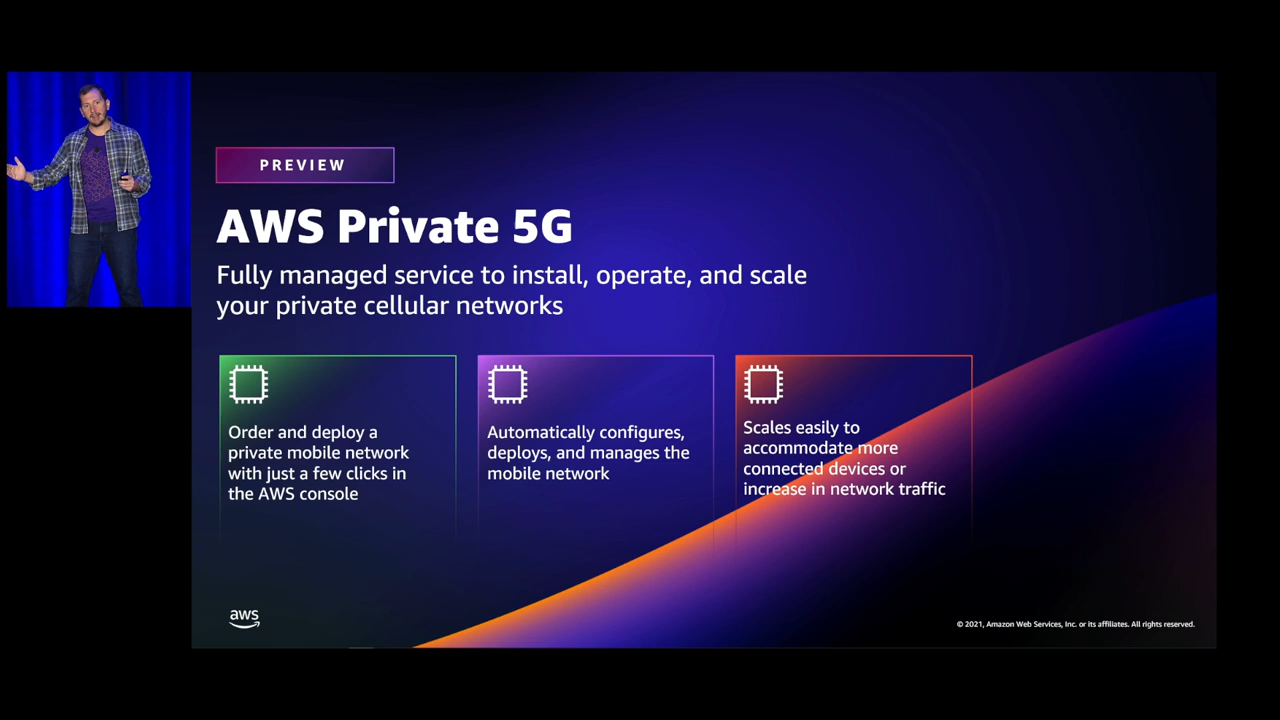 PREVIEW
AWS Private 5G
Fully managed service to install, operate, and scale
your private cellular networks
Order and deploy a
private mobile network
with just a few clicks in
the AWS console
Automatically configures,
deploys, and manages the
mobile network
Scales easily to
accommodate more
connected devices or
increase in network traffic
aws
© 2021, Amazon Web Services, Inc. or its affiliates. All rights reserved.